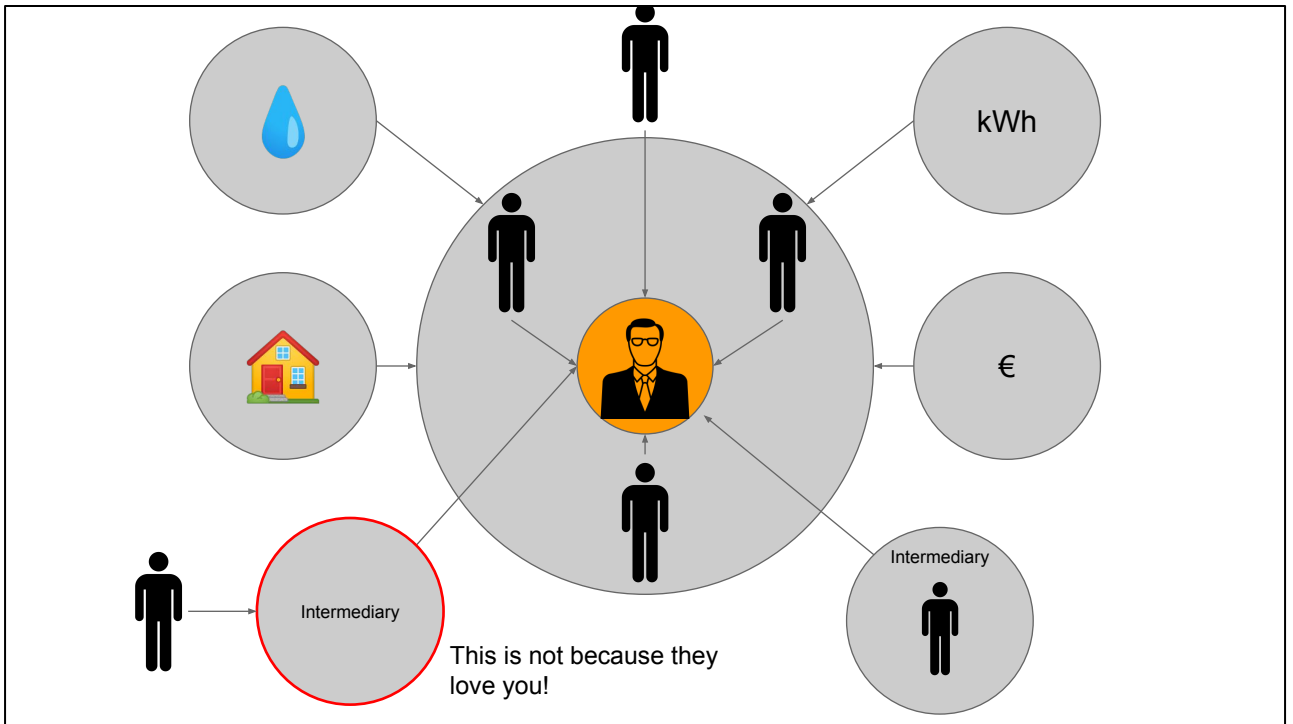 kWh
€
Intermediary
Intermediary
This is not because they
love you!